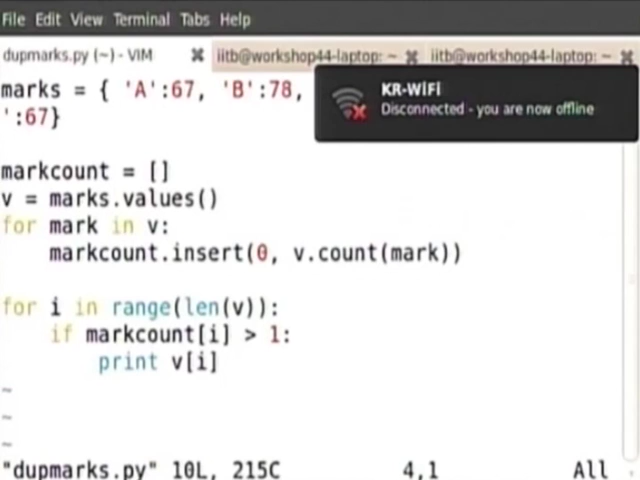 File Edit View Terminal Tabs Help
dupmarks.py (~) - VIM iitb@workshop44-laptop: ~ iitb@workshop44-laptop: ~
KR-WiFi
Disconnected - you are now offline
marks = { 'A':67, 'B':78,
':67}
markcount = []
v = marks.values()
for mark in v:
markcount.insert(0, v.count(mark))
for i in range(len(v)):
if markcount[i] > 1:
print v[i]
~
~
~
"dupmarks.py" 10L, 215C 4,1 All